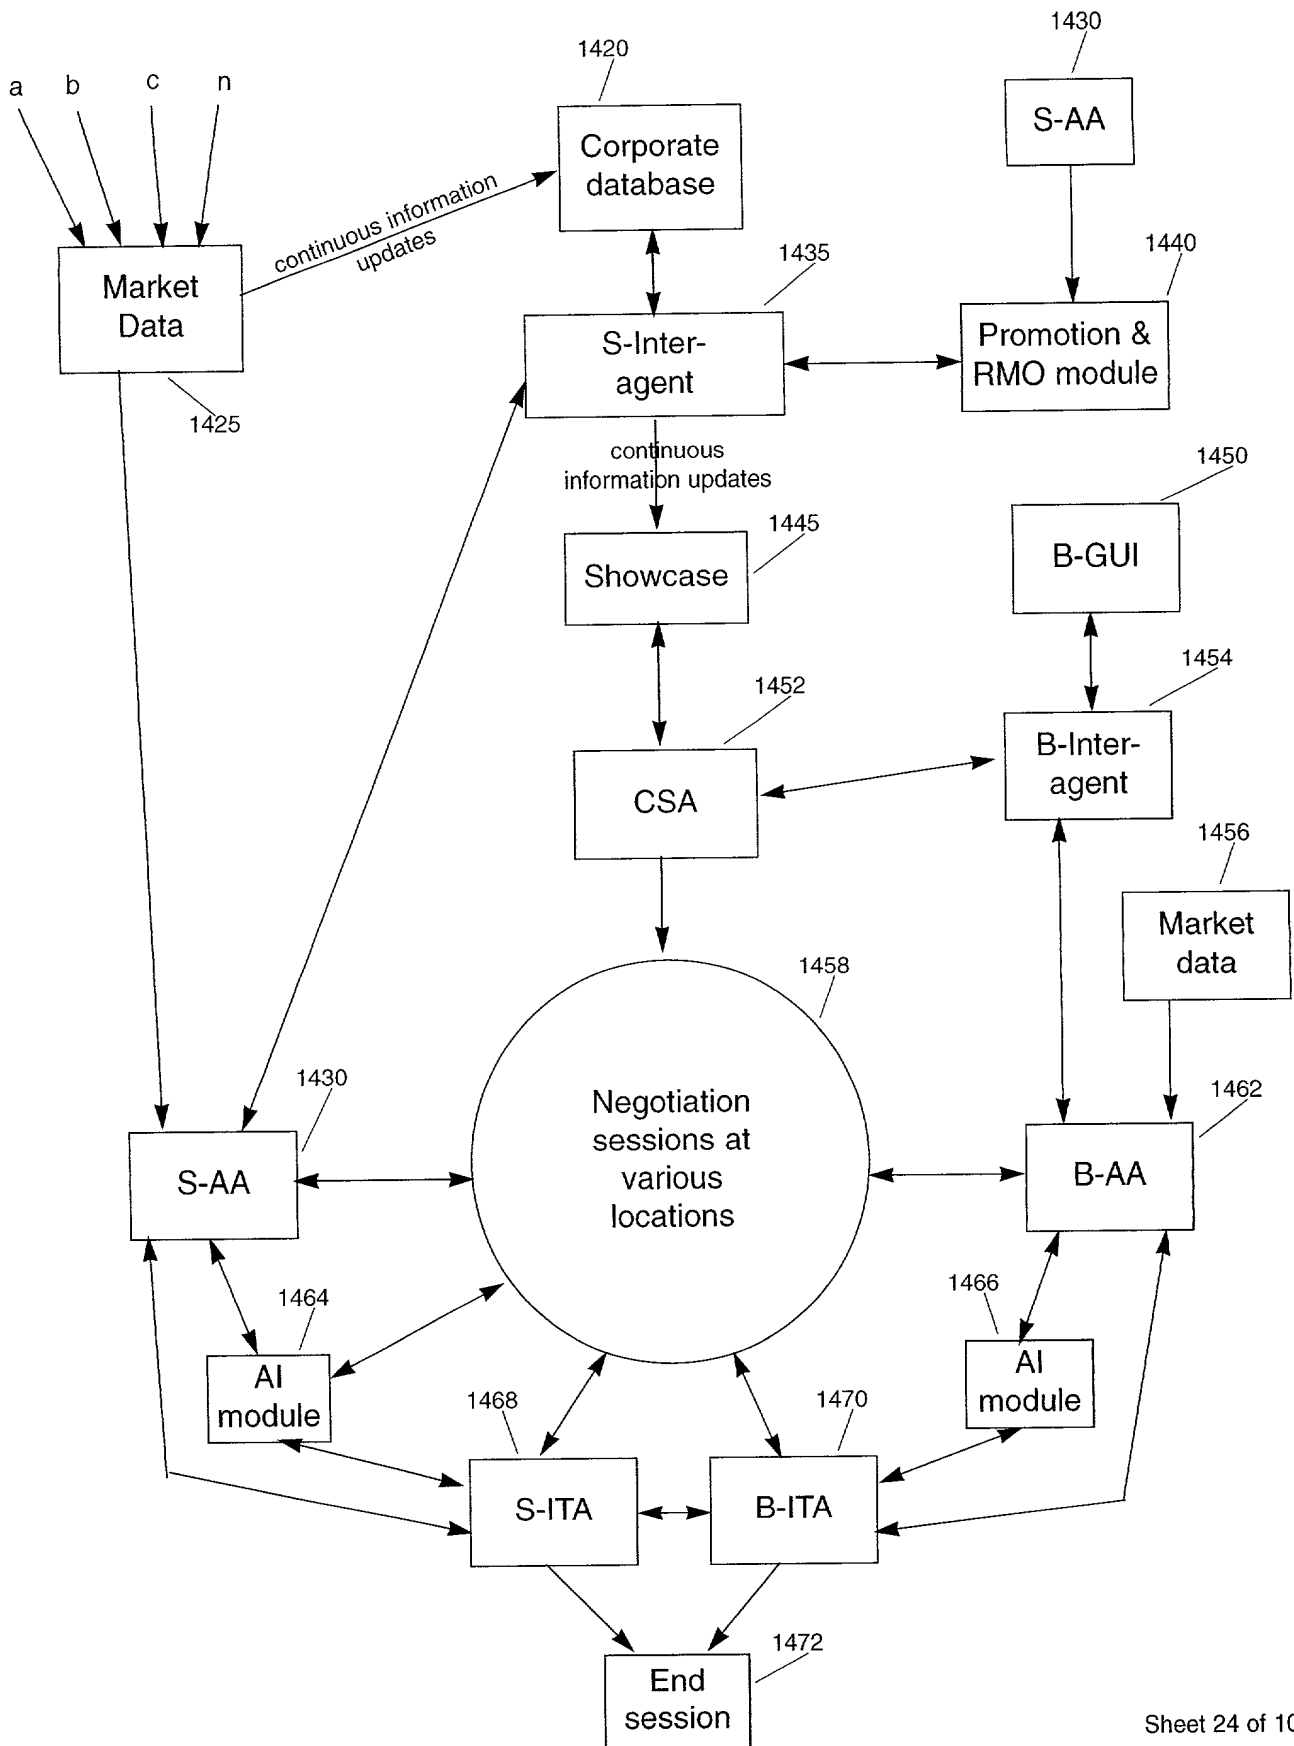 1420
1430
a
b
c
n
Corporate
database
S-AA
continuous information
updates
1435
1440
Market
Data
S-Inter-
agent
Promotion &
RMO module
1425
continuous
information updates
1450
1445
B-GUI
Showcase
1454
1452
B-Inter-
agent
CSA
1456
Market
data
1458
1430
1462
Negotiation
sessions at
various
locations
S-AA
B-AA
1464
1466
AI
module
AI
module
1468
1470
S-ITA
B-ITA
1472
End
session
Sheet 24 of 10